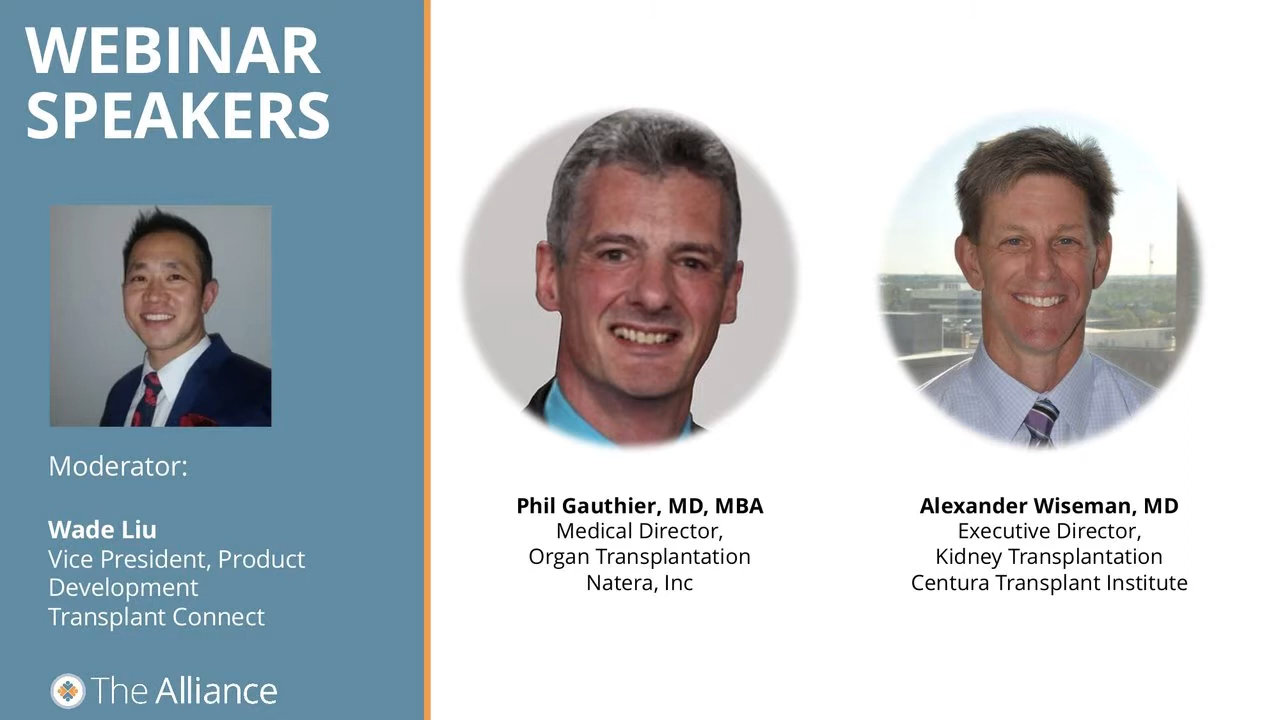 WEBINAR
SPEAKERS
Moderator:
Wade Liu
Vice President, Product
Development
Transplant Connect
The Alliance
Phil Gauthier, MD, MBA
Medical Director,
Organ Transplantation
Natera, Inc
Alexander Wiseman, MD
Executive Director,
Kidney Transplantation
Centura Transplant Institute